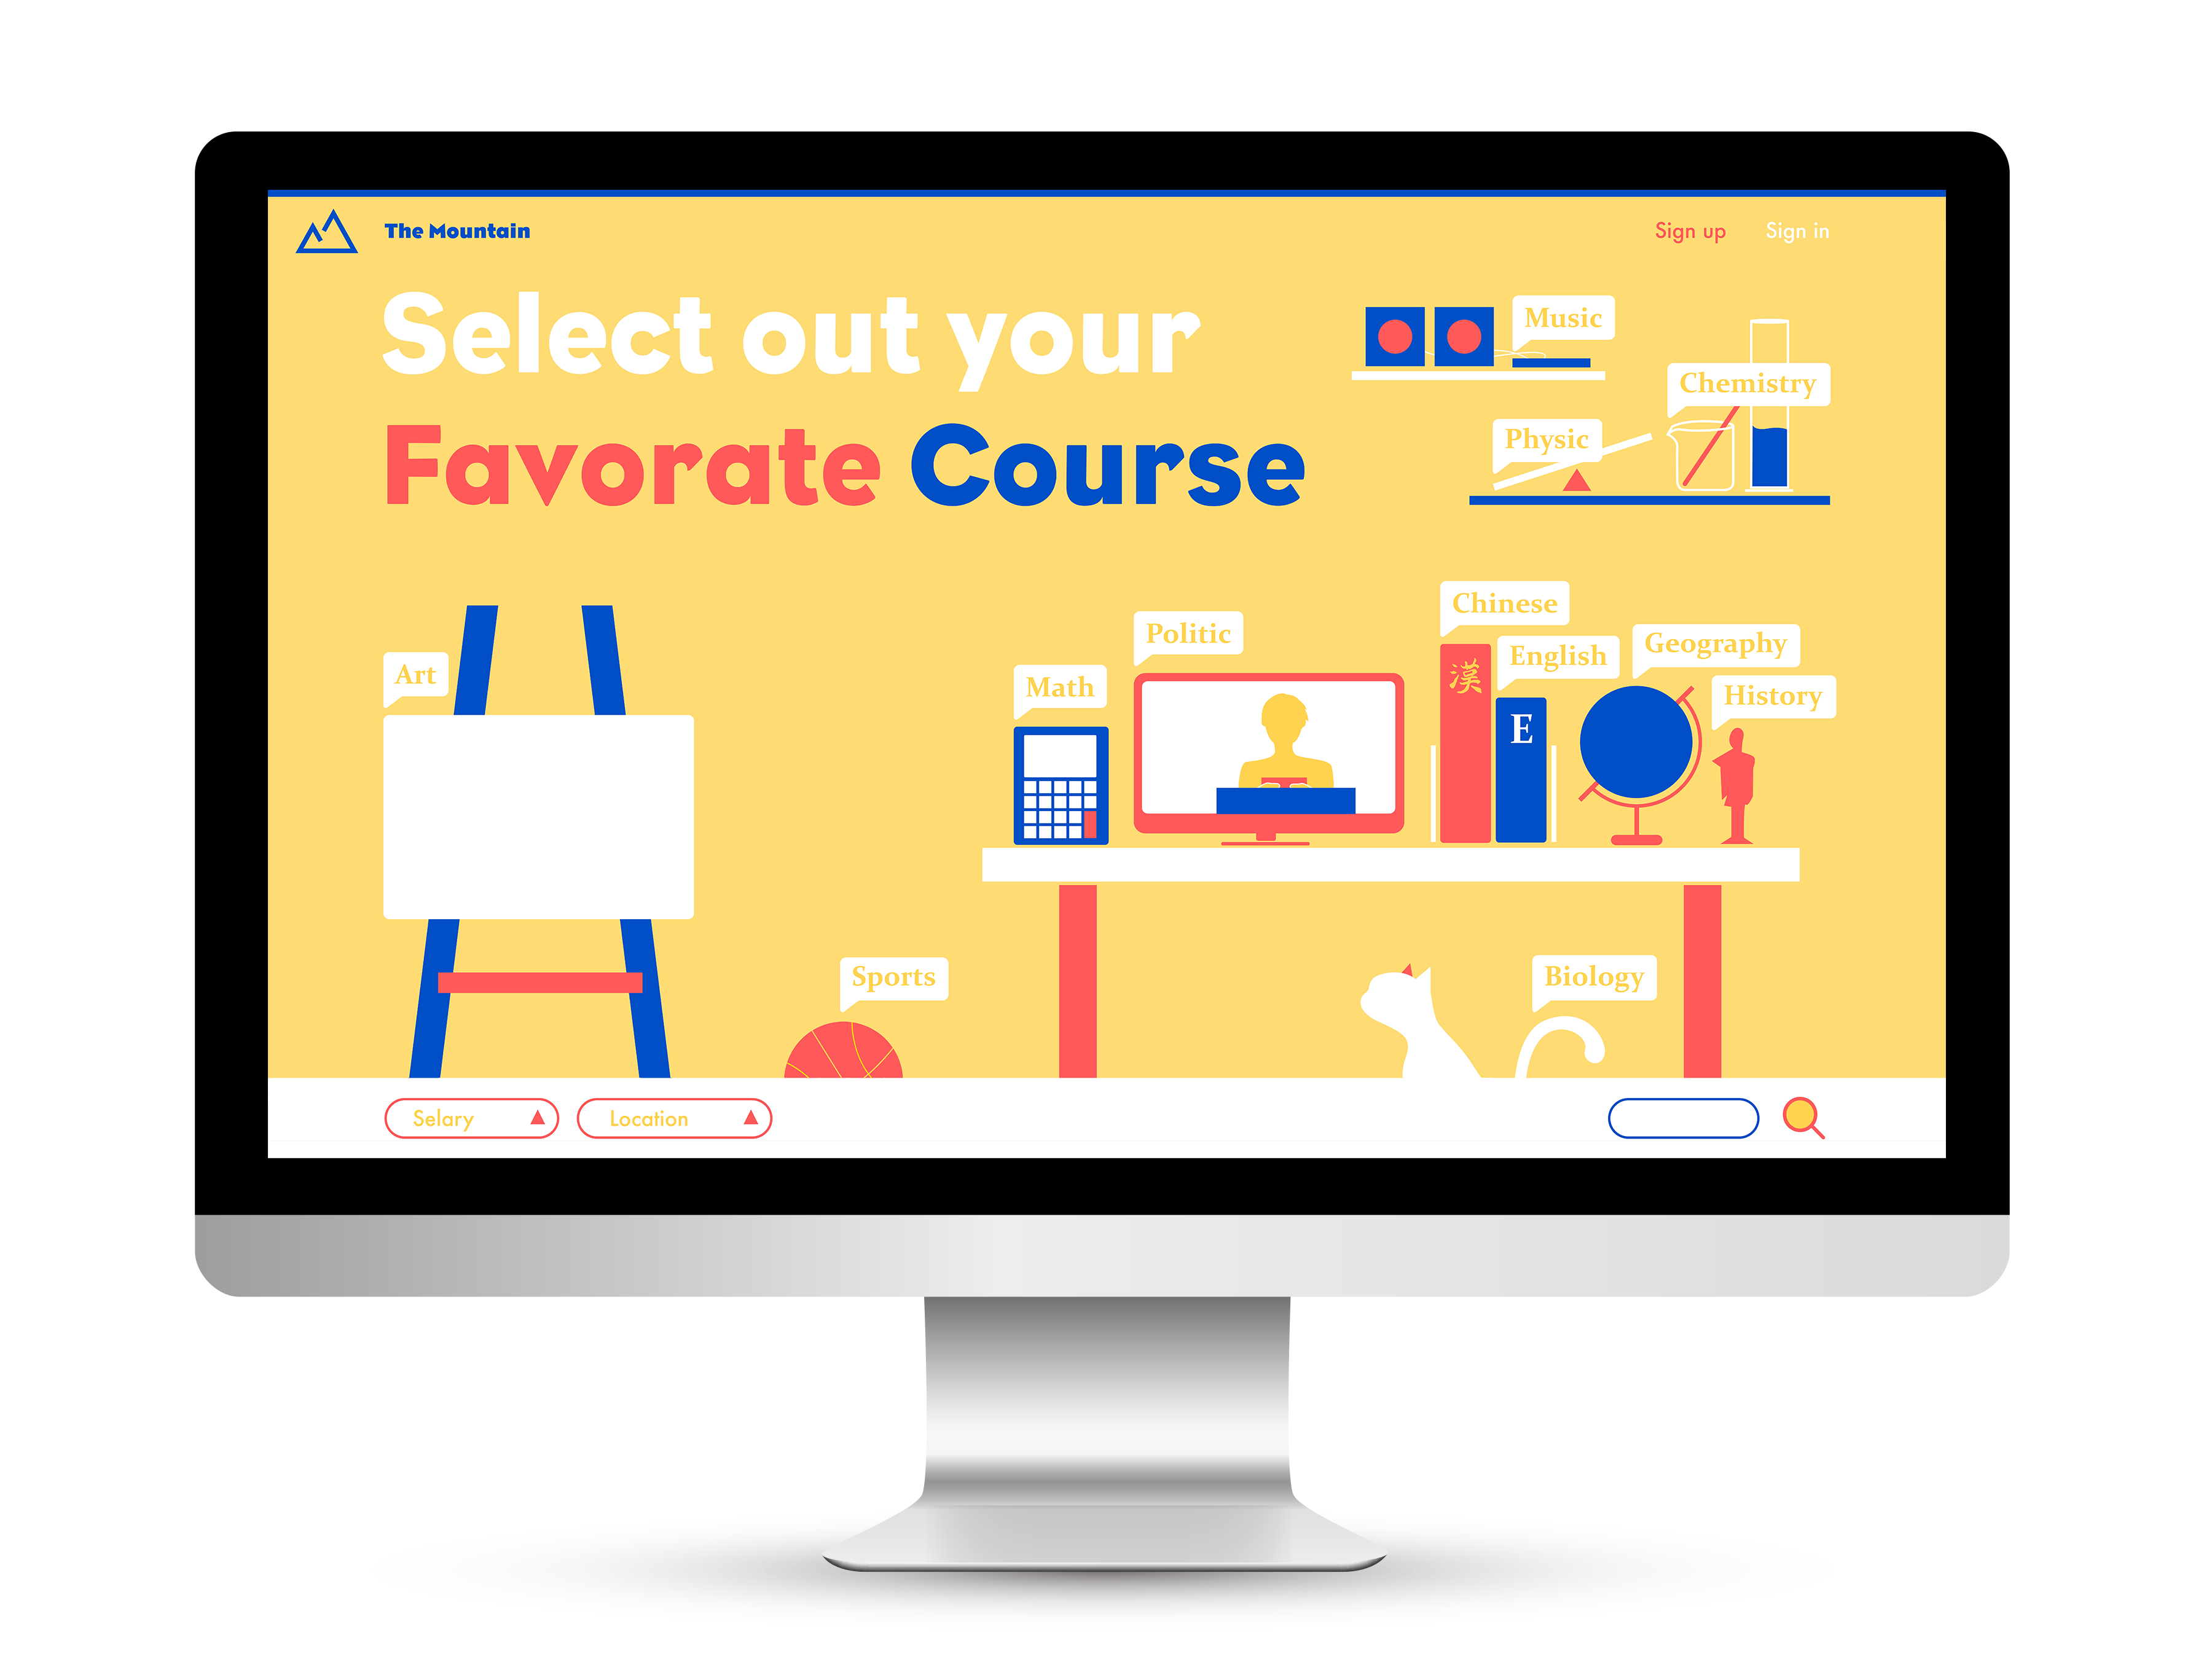 The Mountain
Sign up
Sign in
Select out your
Favorate Course
Music
Chemistry
Physic
Chinese
Politic
English
Geography
Art
Math
History
漢
E
Sports
Biology
Selary
Location